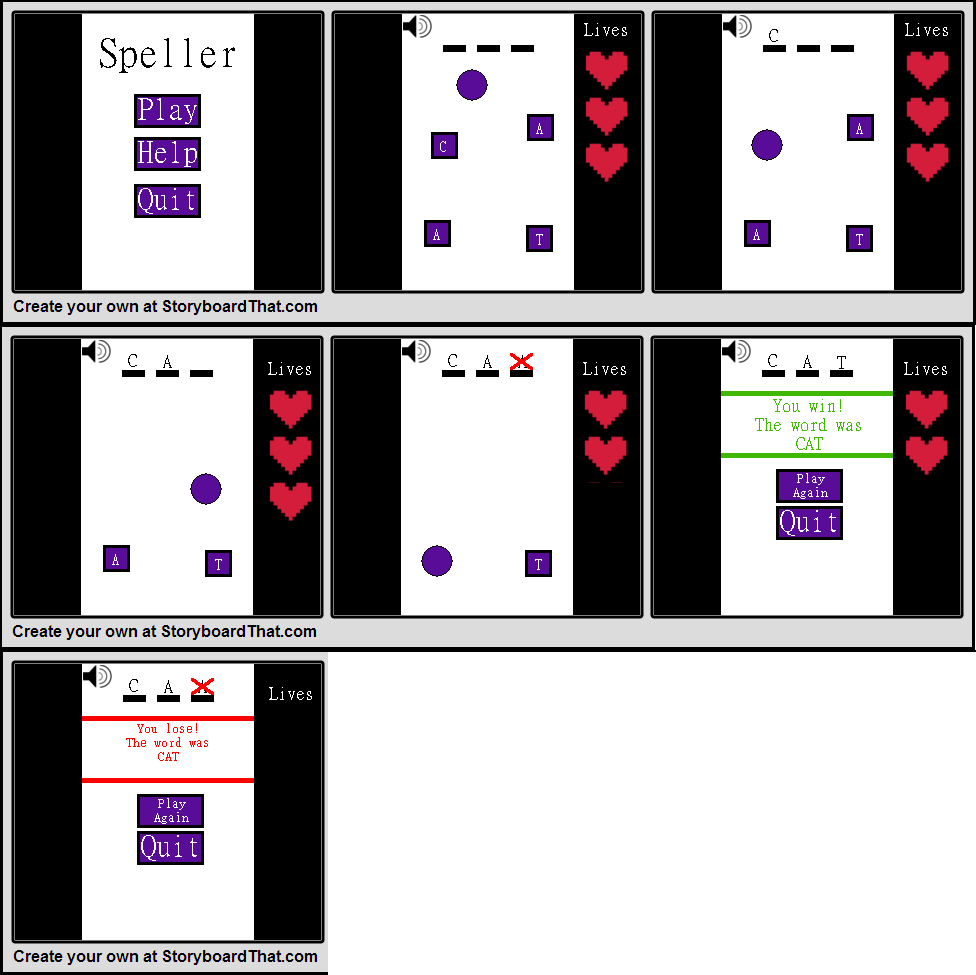 Speller
Play
Help
Quit
Lives
C
A
A
T
Lives
C
A
A
T
Create your own at StoryboardThat.com
Lives
C A
A
T
Lives
C A
T
Lives
C A T
You win!
The word was
CAT
Play
Again
Quit
Create your own at StoryboardThat.com
Lives
C A
You lose!
The word was
CAT
Play
Again
Quit
Create your own at StoryboardThat.com